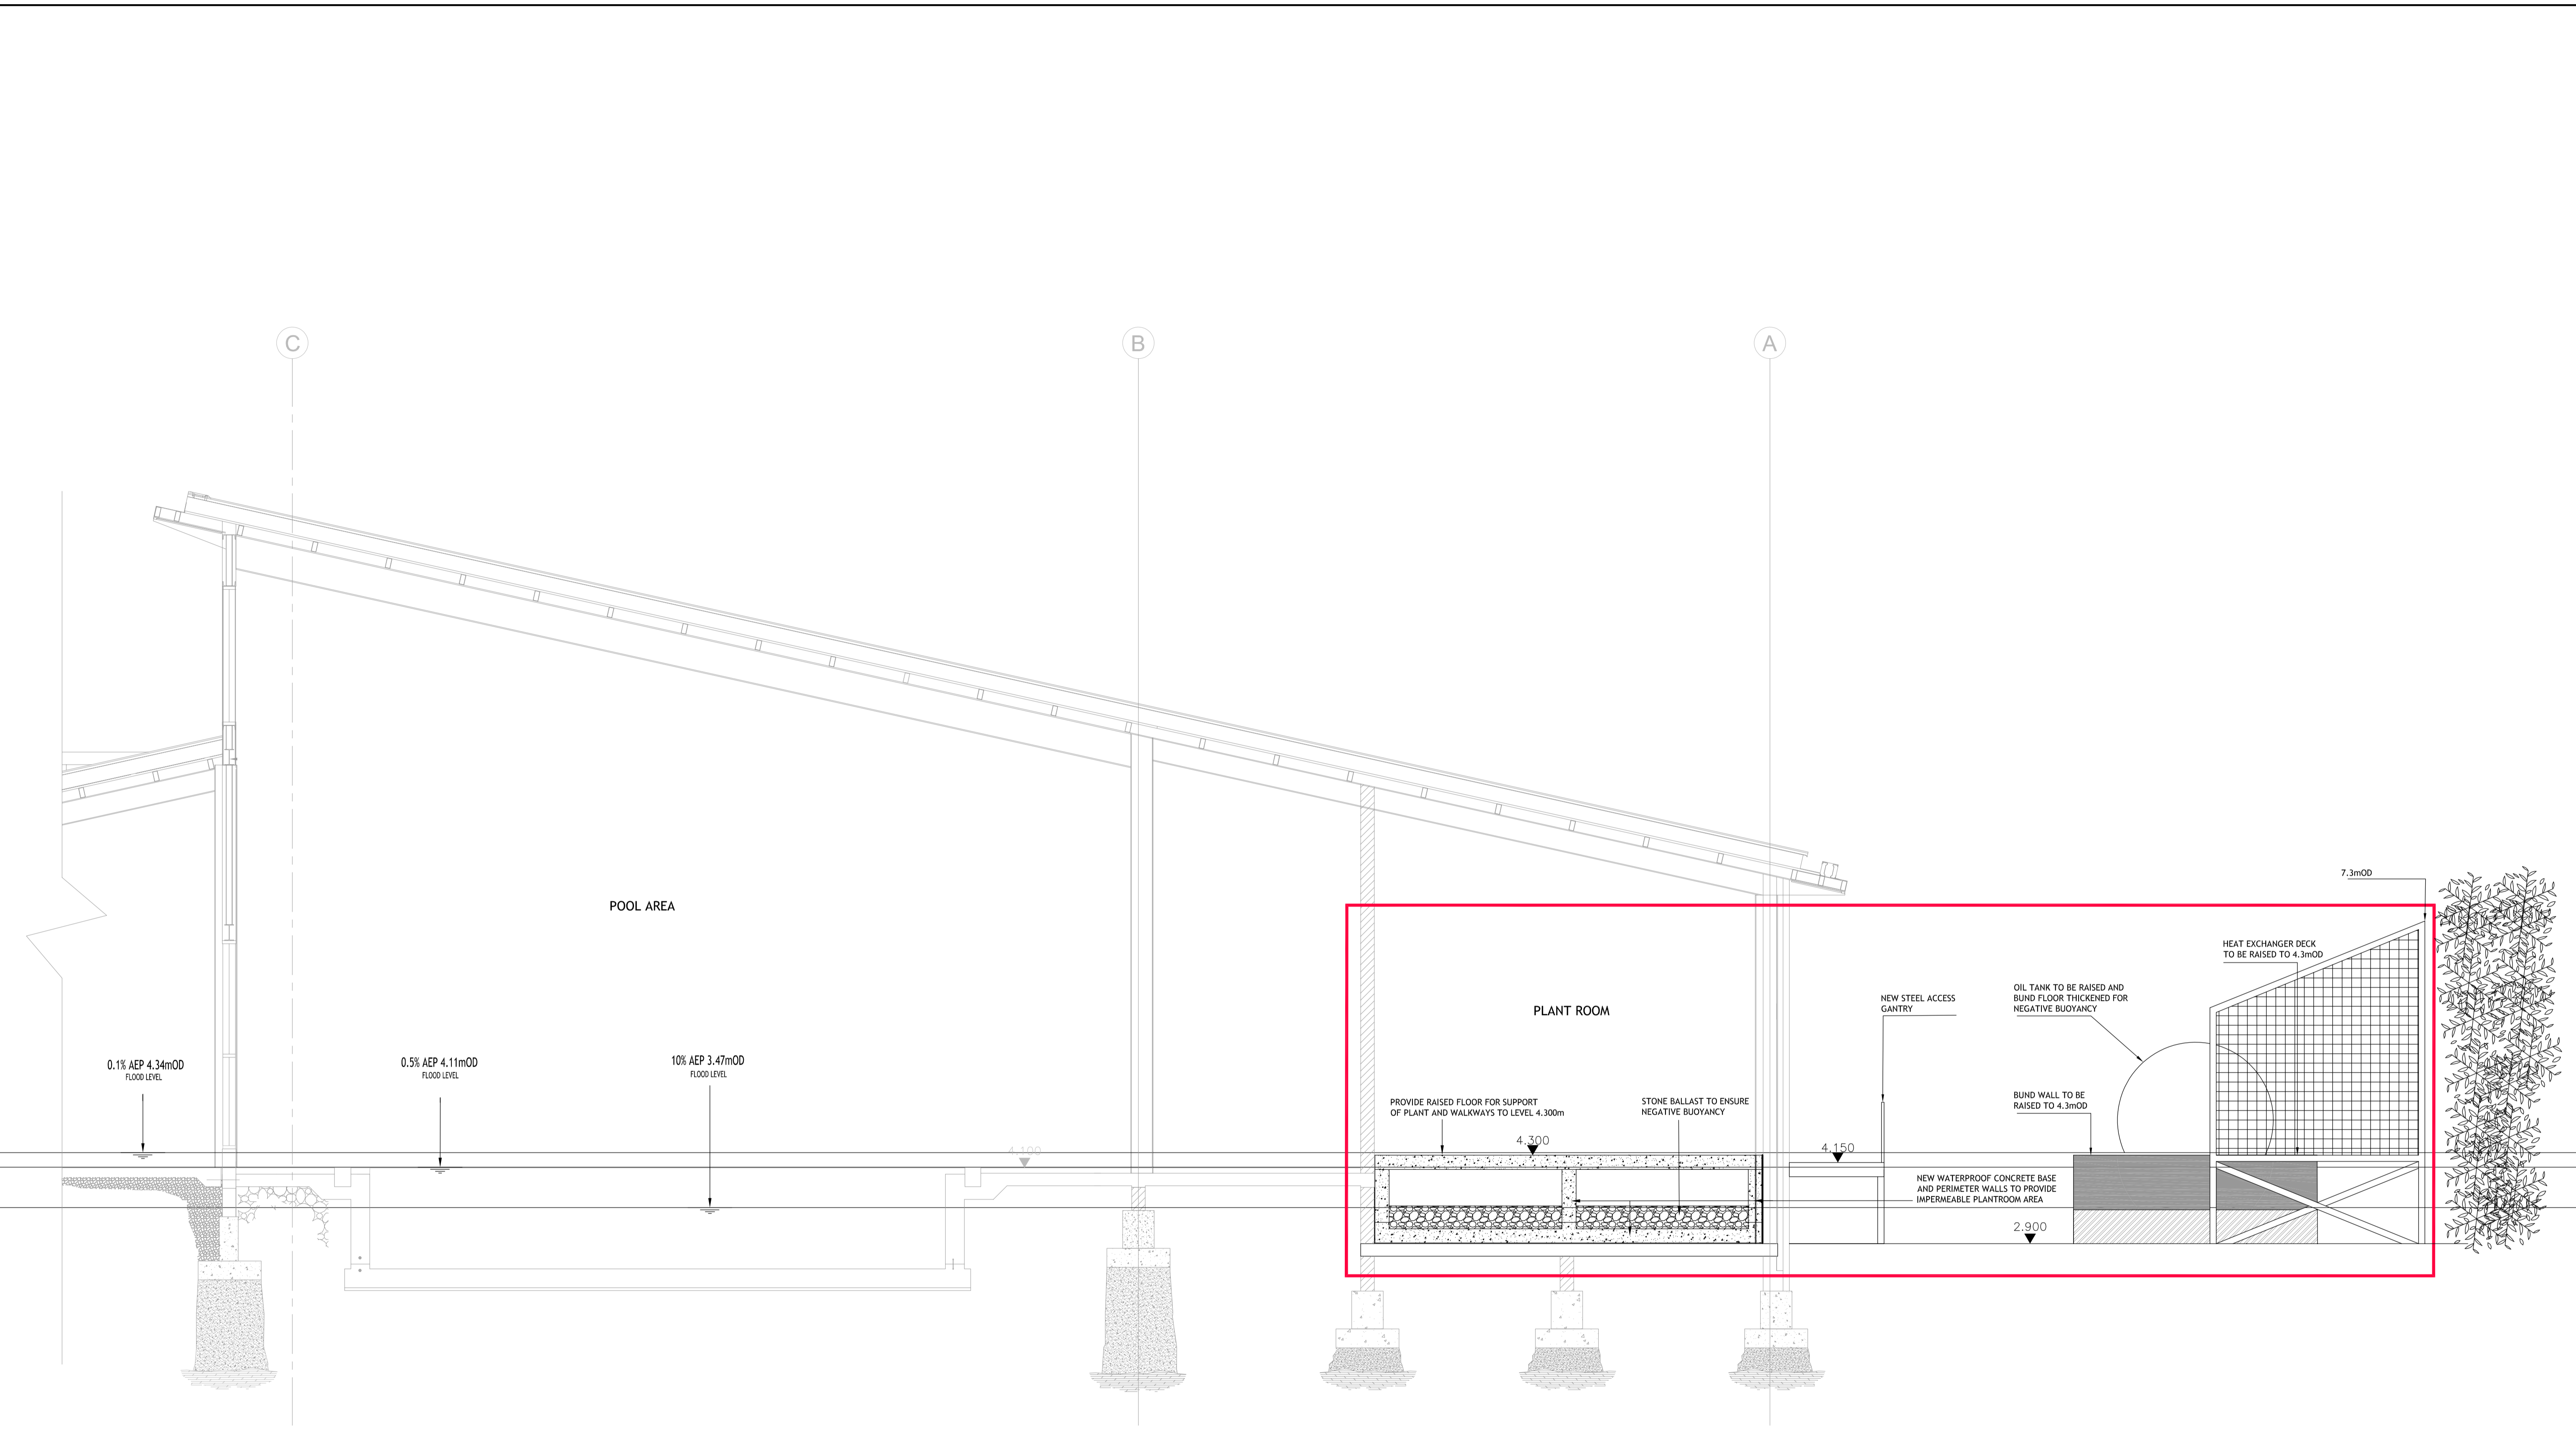 C
B
A
7.3mOD
POOL AREA
HEAT EXCHANGER DECK
TO BE RAISED TO 4.3mOD
OIL TANK TO BE RAISED AND
BUND FLOOR THICKENED FOR
NEGATIVE BUOYANCY
NEW STEEL ACCESS
GANTRY
PLANT ROOM
0.1% AEP 4.34mOD
FLOOD LEVEL
0.5% AEP 4.11mOD
FLOOD LEVEL
10% AEP 3.47mOD
FLOOD LEVEL
BUND WALL TO BE
RAISED TO 4.3mOD
PROVIDE RAISED FLOOR FOR SUPPORT
OF PLANT AND WALKWAYS TO LEVEL 4.300m
STONE BALLAST TO ENSURE
NEGATIVE BUOYANCY
4.100
4.300
4.150
NEW WATERPROOF CONCRETE BASE
AND PERIMETER WALLS TO PROVIDE
IMPERMEABLE PLANTROOM AREA
2.900